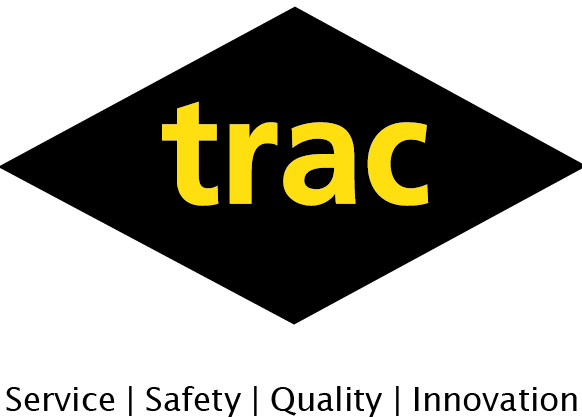 trac
Service | Safety | Quality | Innovation